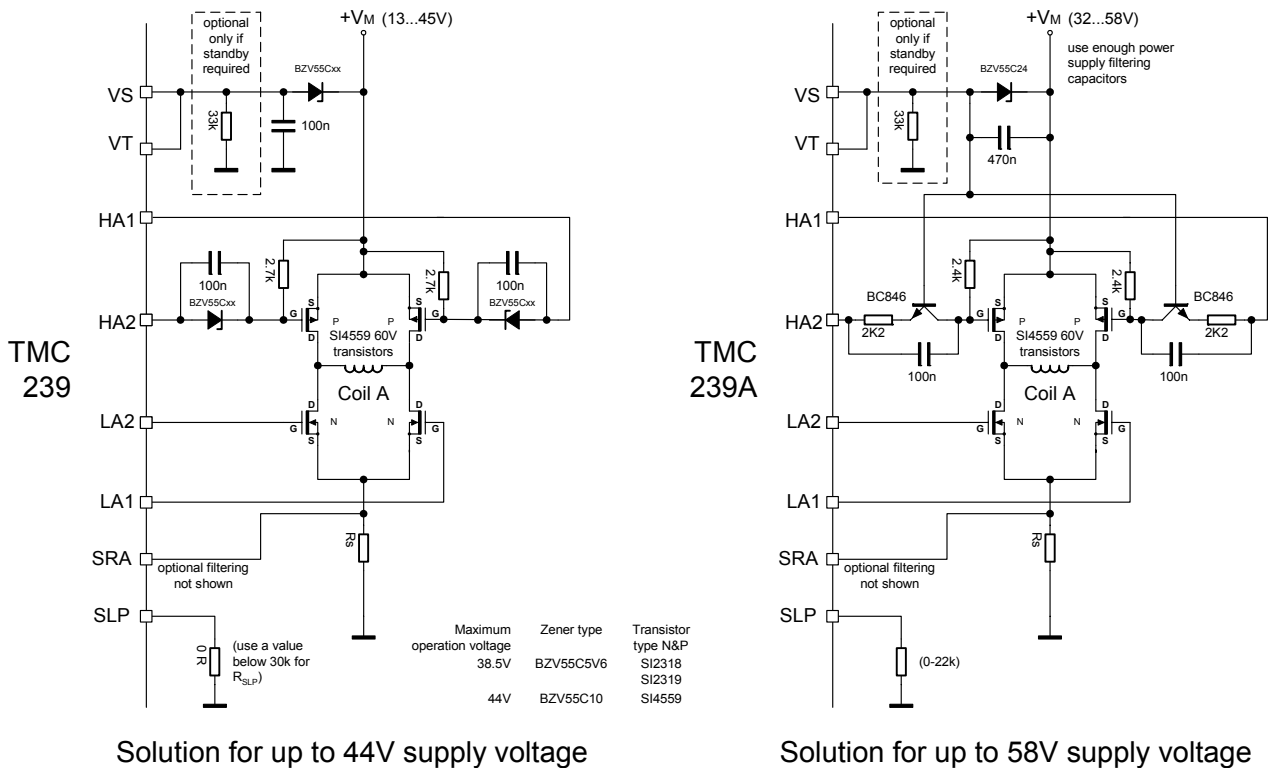 optional
only if
standby
required
+VM (13...45V)
BZV55Cxx
VS
33k
100n
VT
HA1
100n
2.7k
2.7k
100n
BZV55Cxx
BZV55Cxx
HA2
S
S
G
G
P
P
SI4559 60V
transistors
D
D
TMC
239
Coil A
D
D
LA2
G
N
N
G
S
S
LA1
Rs
SRA
optional filtering
not shown
SLP
0 R
(use a value
below 30k for
RSLP)
Maximum
operation voltage
Zener type
Transistor
type N&P
38.5V
BZV55C5V6
SI2318
SI2319
44V
BZV55C10
SI4559
Solution for up to 44V supply voltage
optional
only if
standby
required
+VM (32...58V)
use enough power
supply filtering
capacitors
BZV55C24
VS
33k
VT
470n
HA1
2.4k
2.4k
BC846
BC846
HA2
2K2
2K2
100n
100n
S
S
G
G
P
P
SI4559 60V
transistors
D
D
TMC
239A
Coil A
D
D
LA2
G
N
N
G
S
S
LA1
Rs
SRA
optional filtering
not shown
SLP
(0-22k)
Solution for up to 58V supply voltage